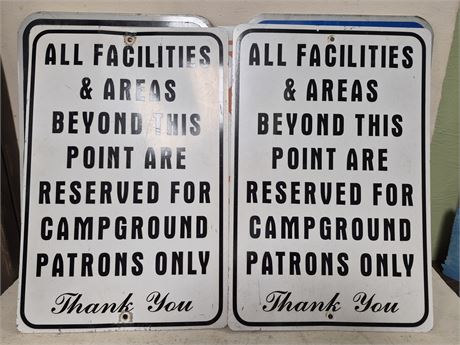 ALL FACILITIES
& AREAS
BEYOND THIS
POINT ARE
RESERVED FOR
CAMPGROUND
PATRONS ONLY
Thank You
ALL FACILITIES
& AREAS
BEYOND THIS
POINT ARE
RESERVED FOR
CAMPGROUND
PATRONS ONLY
Thank You